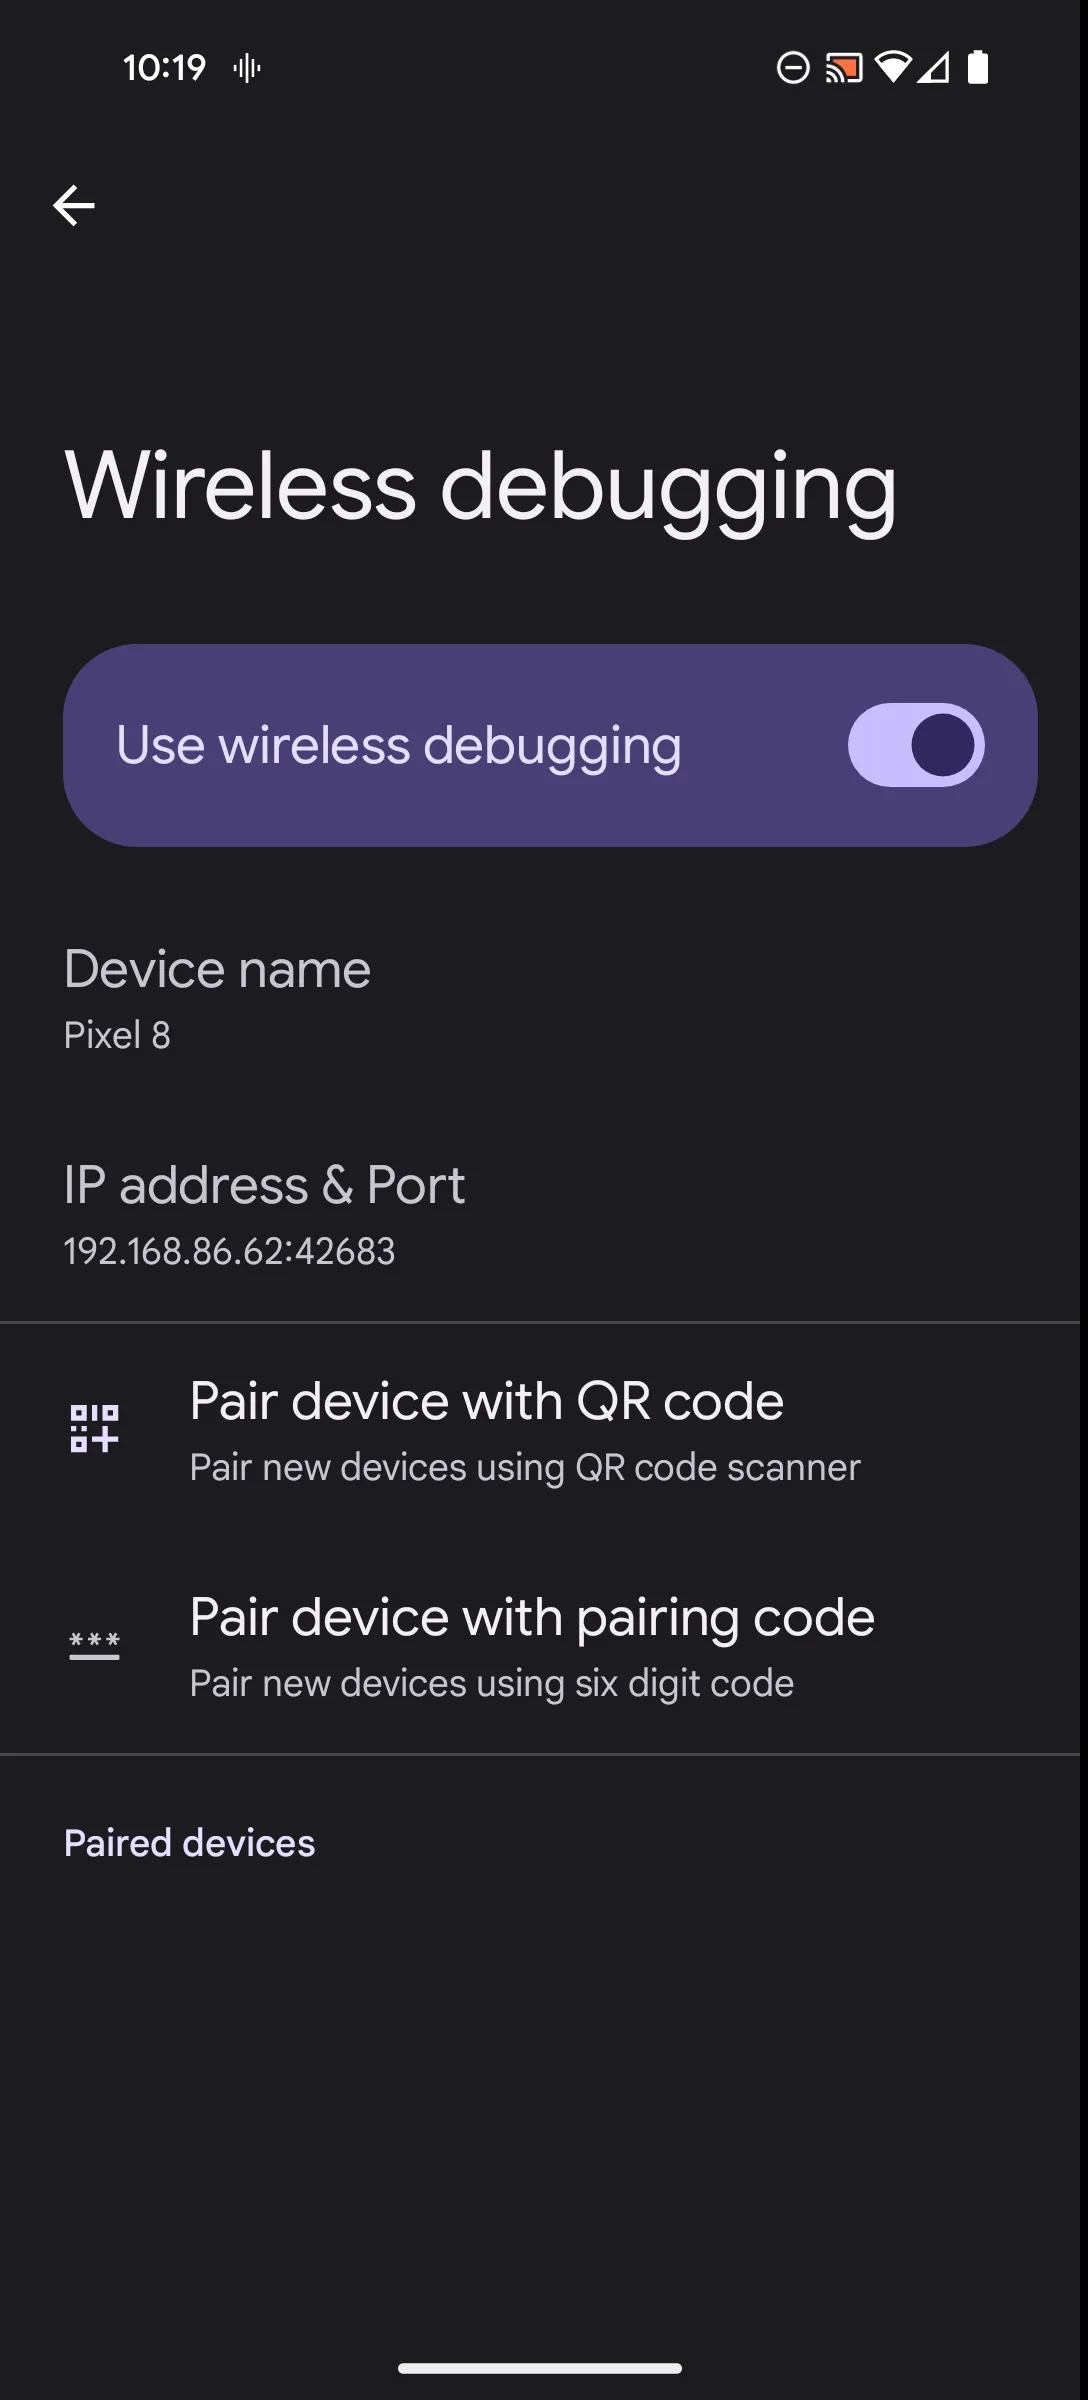 10:19
Wireless debugging
Use wireless debugging
Device name
Pixel 8
IP address & Port
192.168.86.62:42683
Pair device with QR code
Pair new devices using QR code scanner
Pair device with pairing code
Pair new devices using six digit code
Paired devices